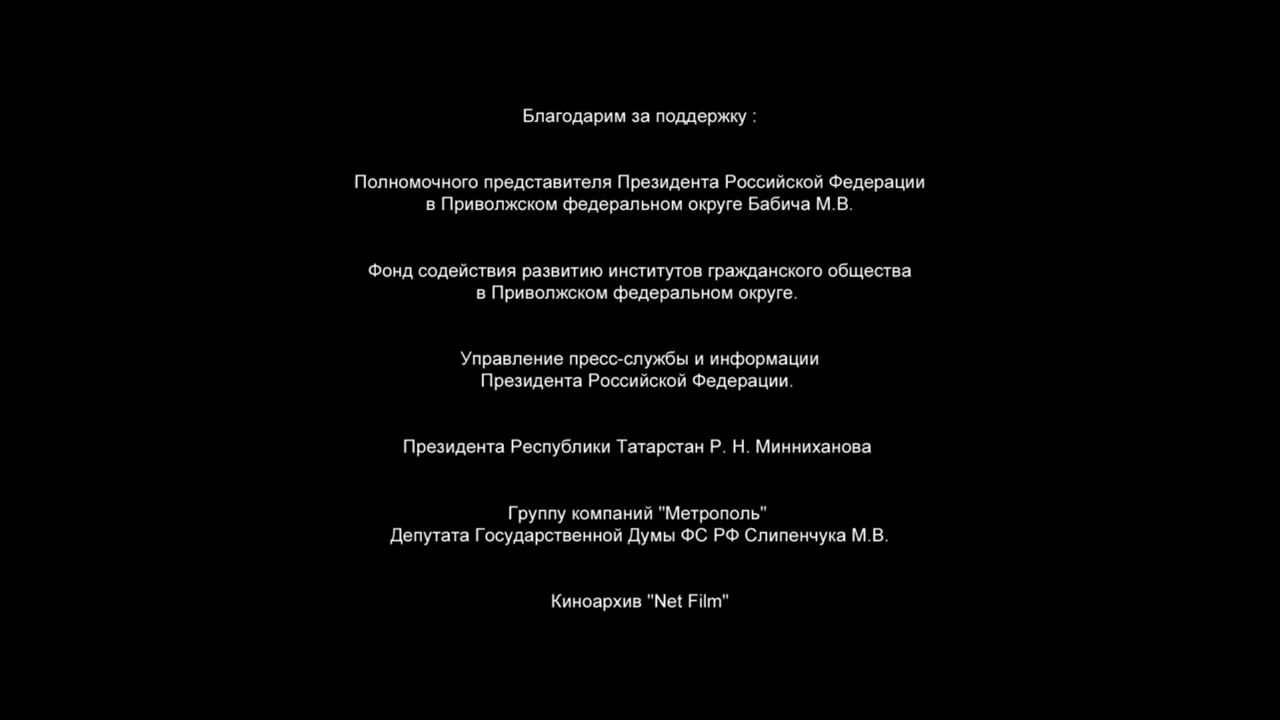 Благодарим за поддержку :
Полномочного представителя Президента Российской Федерации
в Приволжском федеральном округе Бабича М.В.
Фонд содействия развитию институтов гражданского общества
в Приволжском федеральном округе.
Управление пресс-службы и информации
Президента Российской Федерации.
Президента Республики Татарстан Р. Н. Минниханова
Группу компаний "Метрополь"
Депутата Государственной Думы ФС РФ Слипенчука М.В.
Киноархив "Net Film"